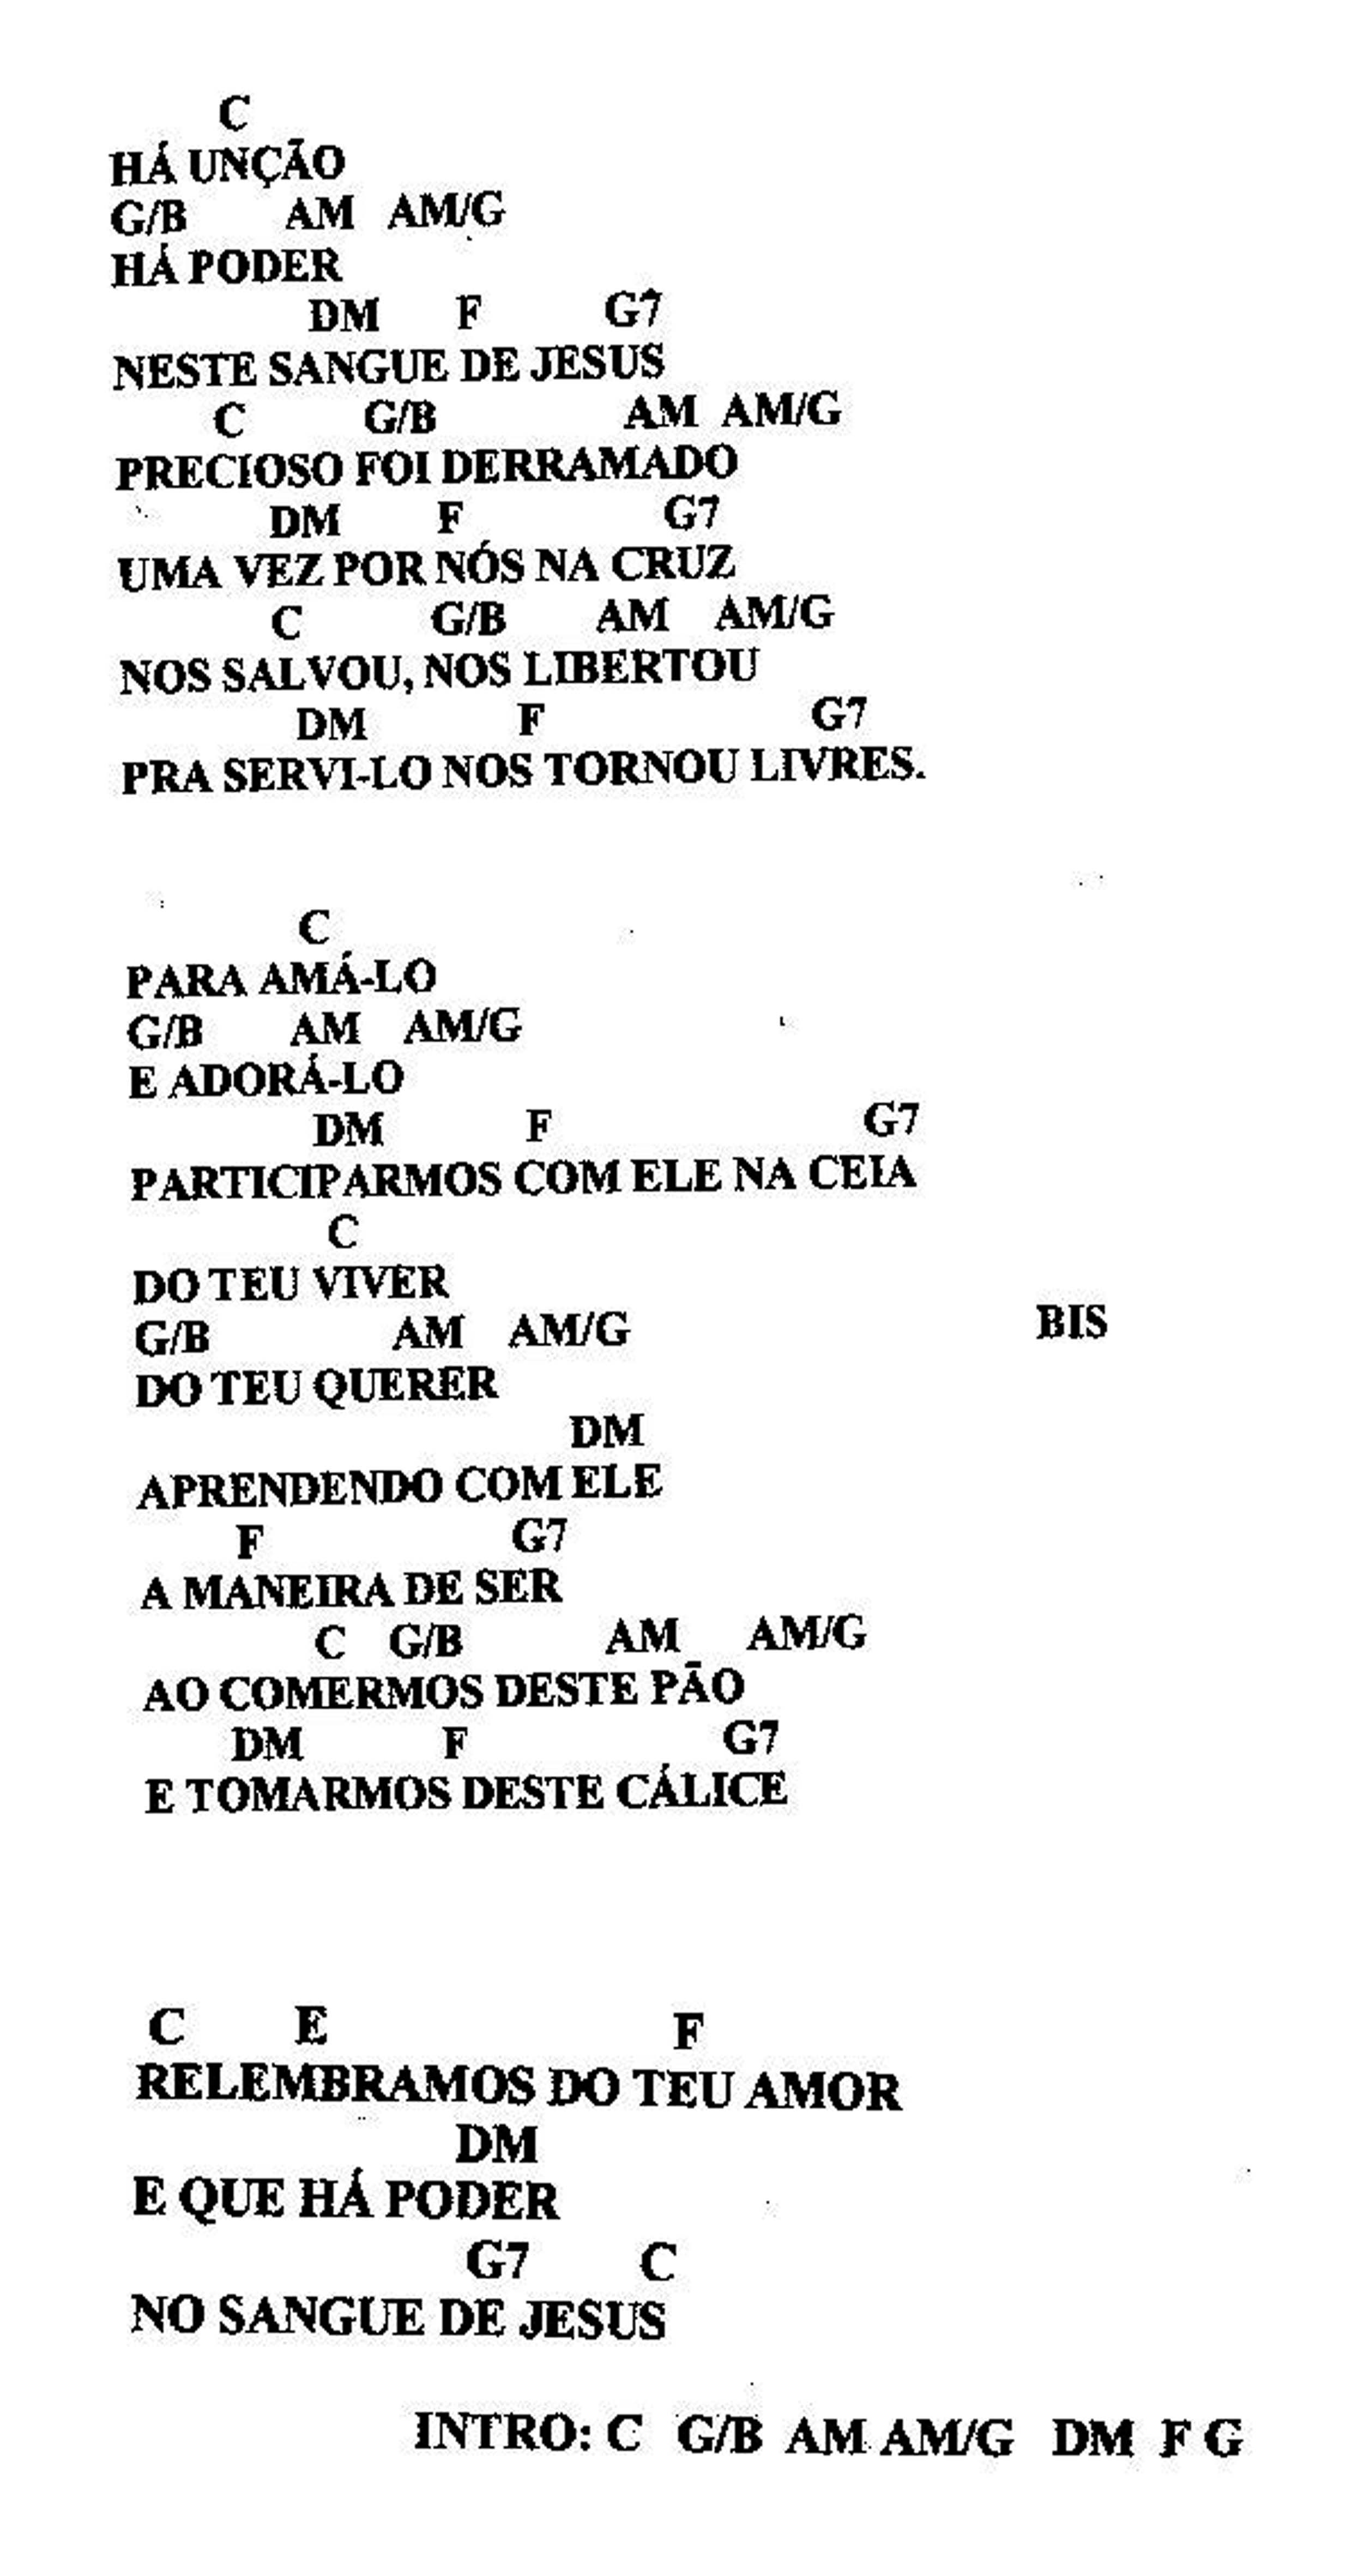 C
HÁ UNÇÃO
G/B AM AM/G
HÁ PODER
DM F G7
NESTE SANGUE DE JESUS
C G/B AM AM/G
PRECIOSO FOI DERRAMADO
DM F G7
UMA VEZ POR NÓS NA CRUZ
C G/B AM AM/G
NOS SALVOU, NOS LIBERTOU
DM F G7
PRA SERVI-LO NOS TORNOU LIVRES.
C
PARA AMÁ-LO
G/B AM AM/G
E ADORÁ-LO
DM F G7
PARTICIPARMOS COM ELE NA CEIA
C
DO TEU VIVER
G/B AM AM/G BIS
DO TEU QUERER
DM
APRENDENDO COM ELE
F G7
A MANEIRA DE SER
C G/B AM AM/G
AO COMERMOS DESTE PÃO
DM F G7
E TOMARMOS DESTE CÁLICE
C E F
RELEMBRAMOS DO TEU AMOR
DM
E QUE HÁ PODER
G7 C
NO SANGUE DE JESUS
INTRO: C G/B AM AM/G DM F G